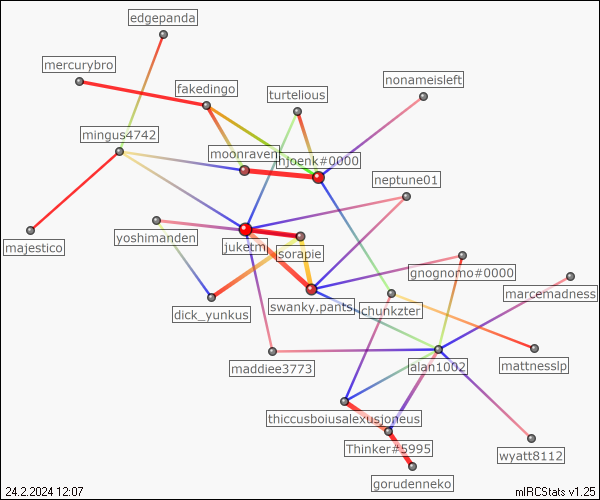 edgepanda
mercurybro
nonameisleft
fakedingo
turtelious
mingus4742
moonraven
hjoenk#0000
neptune01
majestico
yoshimanden
juketm
sorapie
gnognomo#0000
marcemadness
dick_yunkus
swanky.pants
chunkzter
maddiee3773
alan1002
mattnesslp
thiccusboiusalexusjoneus
Thinker#5995
wyatt8112
gorudenneko
24.2.2024 12:07
mIRCStats v1.25